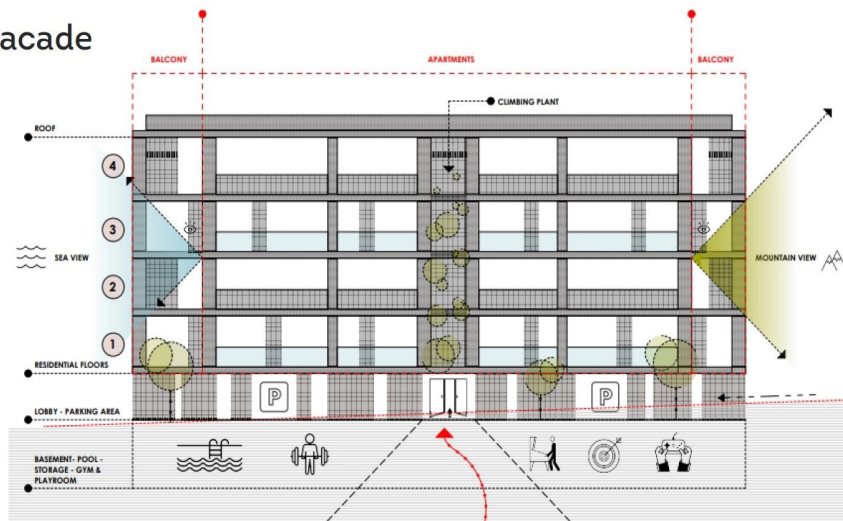 acade
BALCONY
APARTMENTS
BALCONY
CLIMBING PLANT
ROOF
4
3
SEA VIEW
MOUNTAIN VIEW
2
1
RESIDENTIAL FLOORS
P
P
LOBBY - PARKING AREA
BASEMENT- POOL -
STORAGE - GYM &
PLAYROOM